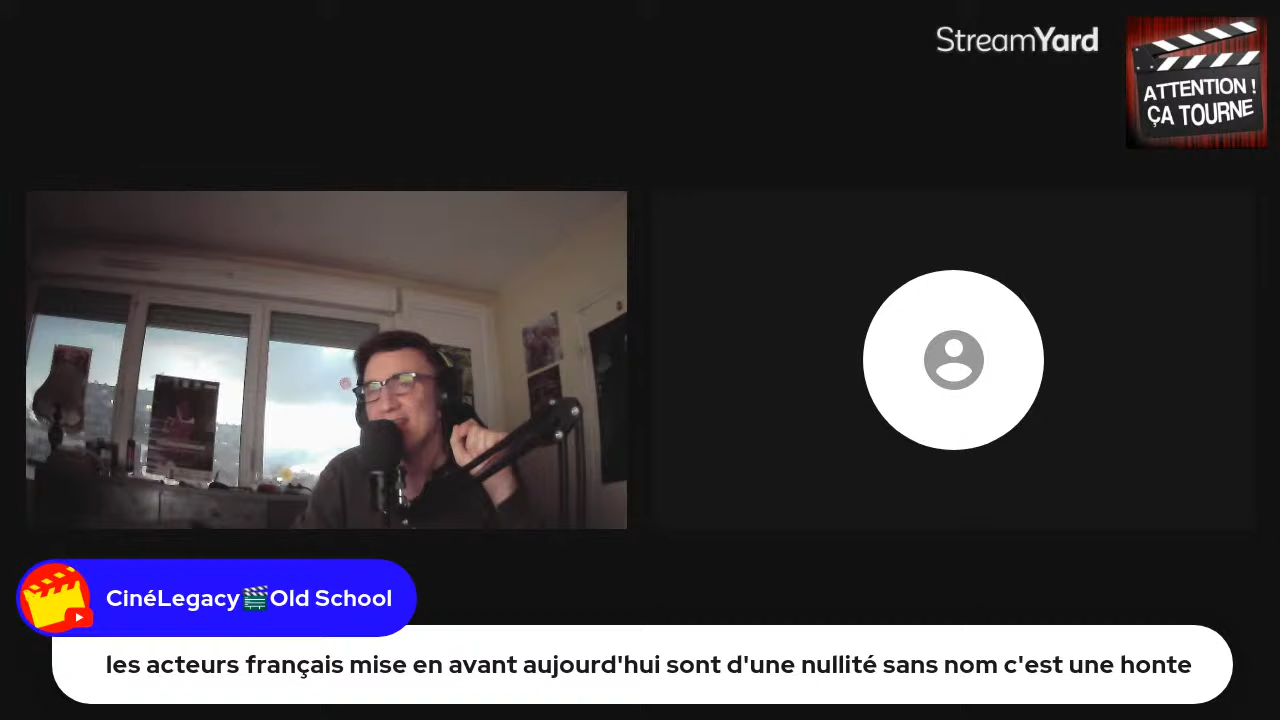 StreamYard
ATTENTION !
ÇA TOURNE
CinéLegacy🎬Old School
les acteurs français mise en avant aujourd'hui sont d'une nullité sans nom c'est une honte